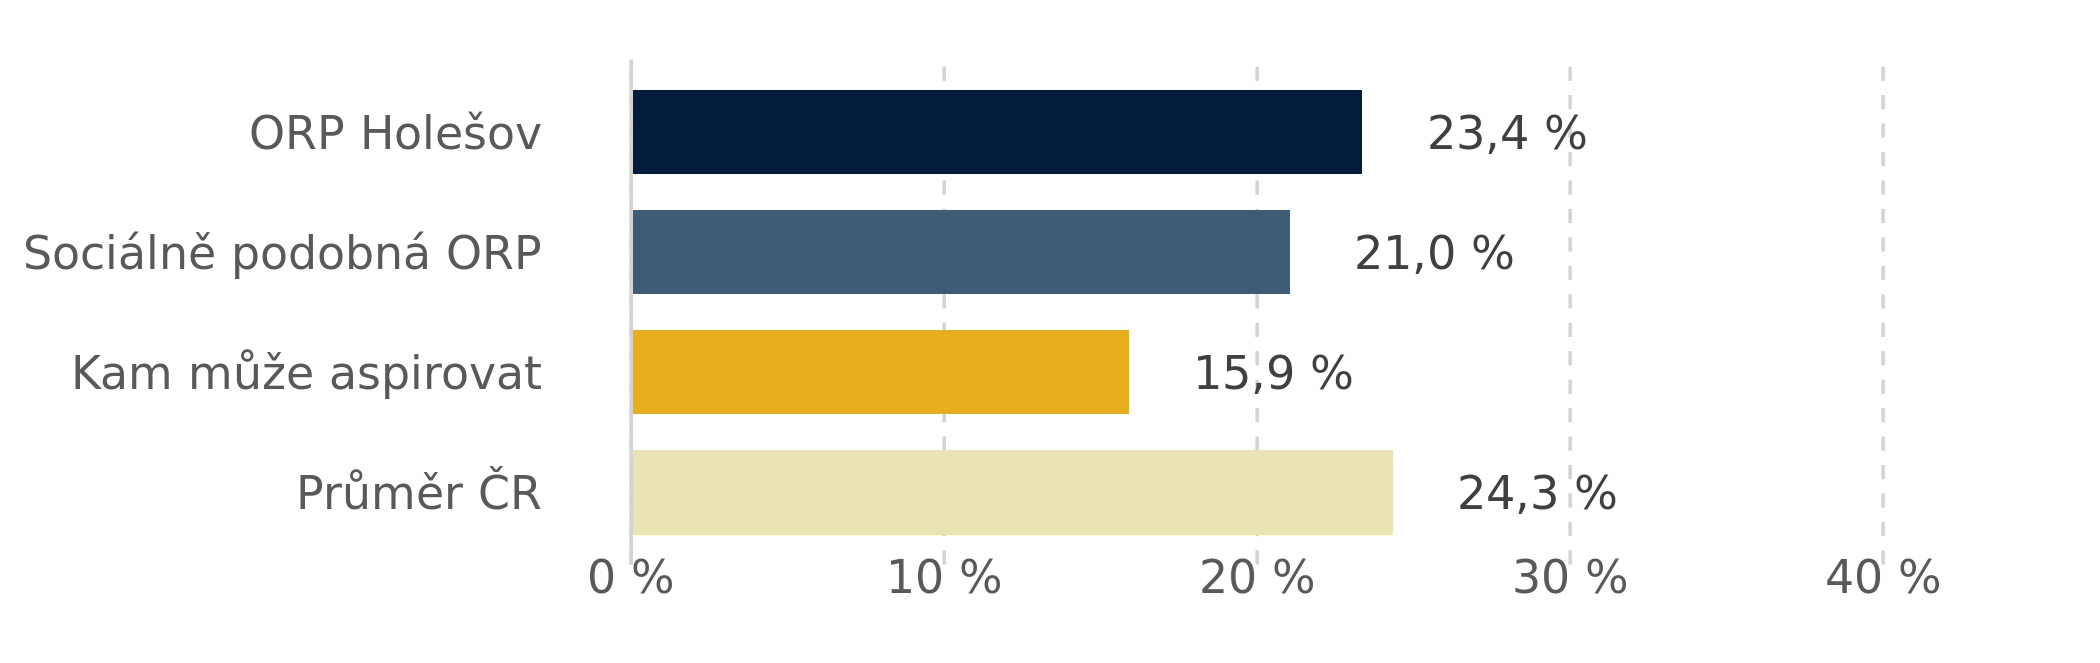 ORP Holešov 23,4 %
Sociálně podobná ORP 21,0 %
Kam může aspirovat 15,9 %
Průměr ČR 24,3 %
0 % 10 % 20 % 30 % 40 %